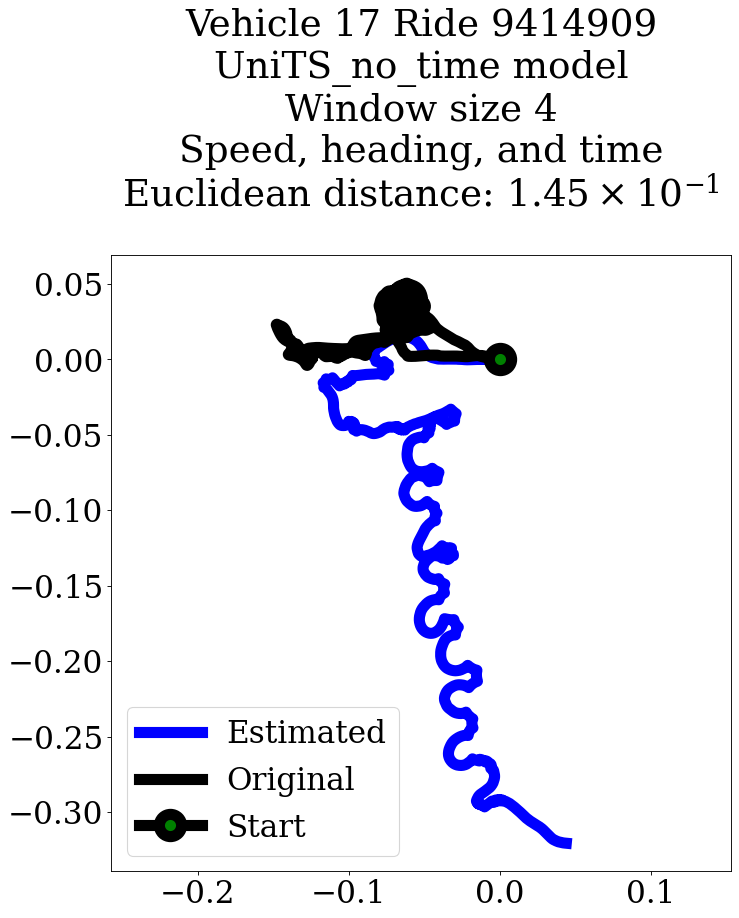 Vehicle 17 Ride 9414909
UniTS_no_time model
Window size 4
Speed, heading, and time
Euclidean distance: 1.45 × 10⁻¹
0.05
0.00
−0.05
−0.10
−0.15
−0.20
−0.25
−0.30
Estimated
Original
Start
−0.2 −0.1 0.0 0.1